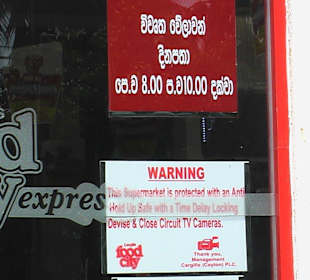 විවෘත වේලාවන්
දිනපතා
පෙ.ව 8.00 ප.ව10.00 දක්වා
d
y express
WARNING
This Supermarket is protected with an Anti
Hold Up Safe with a Time Delay Locking
Devise & Close Circuit TV Cameras.
food
city
Thank you,
Management
Cargills (Ceylon) PLC.